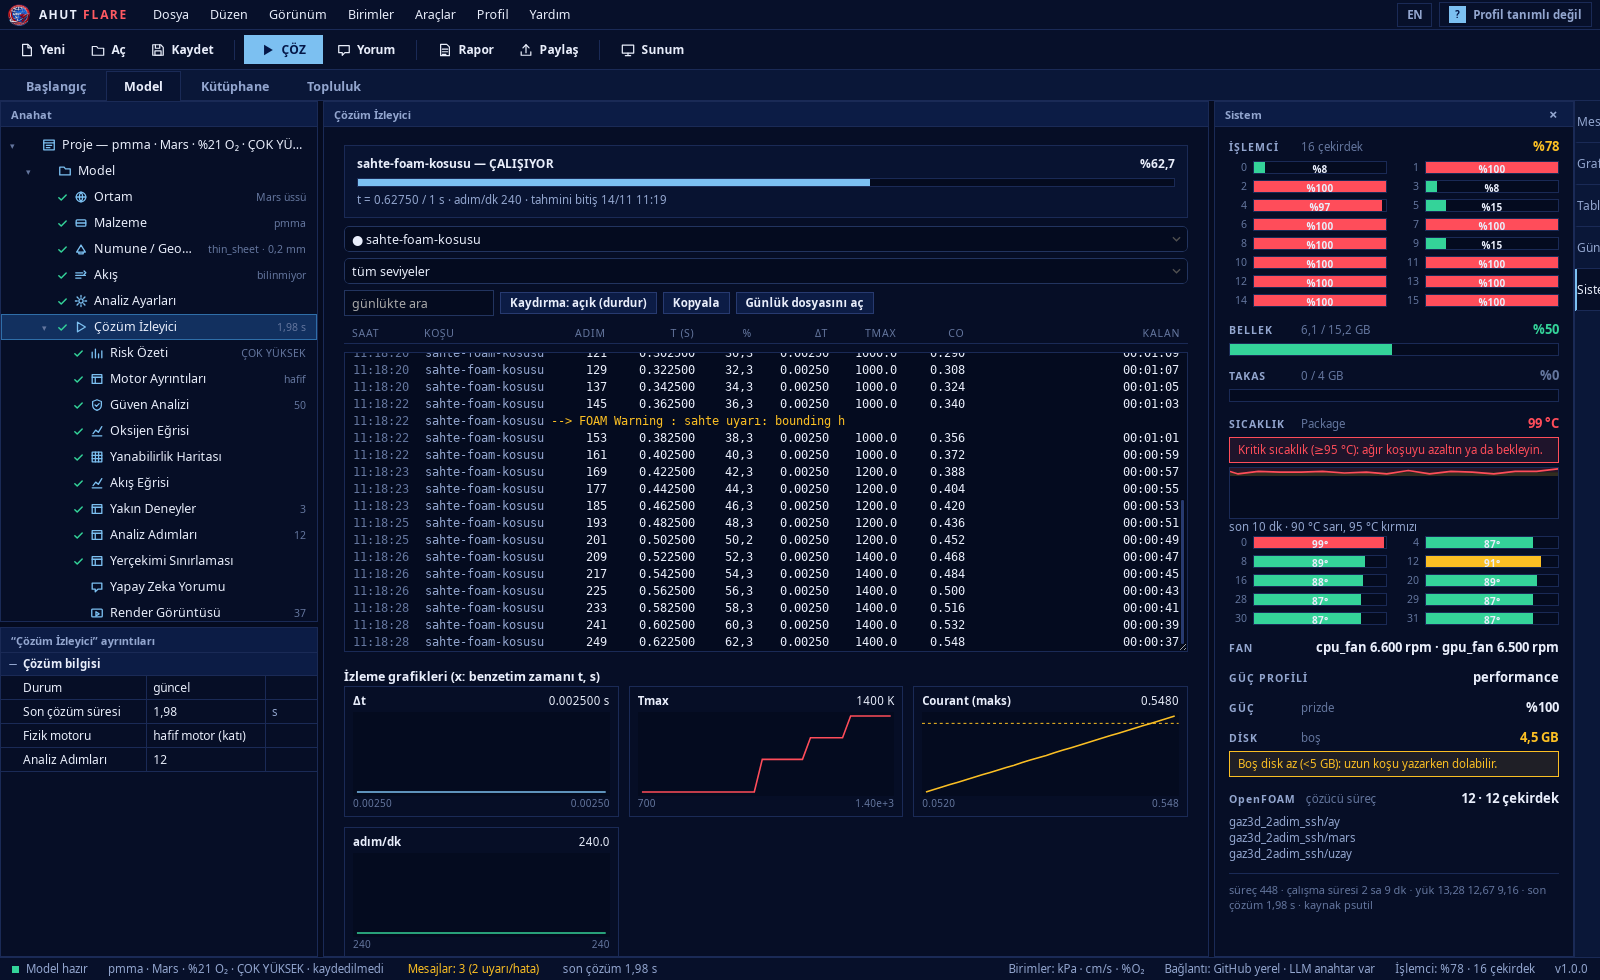 AHUT FLARE Dosya Düzen Görünüm Birimler Araçlar Profil Yardım EN ? Profil tanımlı değil
Yeni Aç Kaydet ÇÖZ Yorum Rapor Paylaş Sunum
Başlangıç Model Kütüphane Topluluk
Anahat
Proje — pmma · Mars · %21 O₂ · ÇOK YÜ...
Model
Ortam Mars üssü
Malzeme pmma
Numune / Geo... thin_sheet · 0,2 mm
Akış bilinmiyor
Analiz Ayarları
Çözüm İzleyici 1,98 s
Risk Özeti ÇOK YÜKSEK
Motor Ayrıntıları hafif
Güven Analizi 50
Oksijen Eğrisi
Yanabilirlik Haritası
Akış Eğrisi
Yakın Deneyler 3
Analiz Adımları 12
Yerçekimi Sınırlaması
Yapay Zeka Yorumu
Render Görüntüsü 37
“Çözüm İzleyici” ayrıntıları
— Çözüm bilgisi
Durum güncel
Son çözüm süresi 1,98 s
Fizik motoru hafif motor (katı)
Analiz Adımları 12
Çözüm İzleyici
sahte-foam-kosusu — ÇALIŞIYOR %62,7
t = 0.62750 / 1 s · adım/dk 240 · tahmini bitiş 14/11 11:19
sahte-foam-kosusu
tüm seviyeler
günlükte ara Kaydırma: açık (durdur) Kopyala Günlük dosyasını aç
SAAT KOŞU ADIM T (S) % ΔT TMAX CO KALAN
11:18:20 sahte-foam-kosusu 121 0.302500 30,3 0.00250 1000.0 0.290 00:01:09
11:18:20 sahte-foam-kosusu 129 0.322500 32,3 0.00250 1000.0 0.308 00:01:07
11:18:20 sahte-foam-kosusu 137 0.342500 34,3 0.00250 1000.0 0.324 00:01:05
11:18:22 sahte-foam-kosusu 145 0.362500 36,3 0.00250 1000.0 0.340 00:01:03
11:18:22 sahte-foam-kosusu --> FOAM Warning : sahte uyarı: bounding h
11:18:22 sahte-foam-kosusu 153 0.382500 38,3 0.00250 1000.0 0.356 00:01:01
11:18:22 sahte-foam-kosusu 161 0.402500 40,3 0.00250 1000.0 0.372 00:00:59
11:18:23 sahte-foam-kosusu 169 0.422500 42,3 0.00250 1200.0 0.388 00:00:57
11:18:23 sahte-foam-kosusu 177 0.442500 44,3 0.00250 1200.0 0.404 00:00:55
11:18:23 sahte-foam-kosusu 185 0.462500 46,3 0.00250 1200.0 0.420 00:00:53
11:18:25 sahte-foam-kosusu 193 0.482500 48,3 0.00250 1200.0 0.436 00:00:51
11:18:25 sahte-foam-kosusu 201 0.502500 50,2 0.00250 1200.0 0.452 00:00:49
11:18:26 sahte-foam-kosusu 209 0.522500 52,3 0.00250 1400.0 0.468 00:00:47
11:18:26 sahte-foam-kosusu 217 0.542500 54,3 0.00250 1400.0 0.484 00:00:45
11:18:26 sahte-foam-kosusu 225 0.562500 56,3 0.00250 1400.0 0.500 00:00:43
11:18:28 sahte-foam-kosusu 233 0.582500 58,3 0.00250 1400.0 0.516 00:00:41
11:18:28 sahte-foam-kosusu 241 0.602500 60,3 0.00250 1400.0 0.532 00:00:39
11:18:28 sahte-foam-kosusu 249 0.622500 62,3 0.00250 1400.0 0.548 00:00:37
İzleme grafikleri (x: benzetim zamanı t, s)
Δt 0.002500 s
0.00250 0.00250
Tmax 1400 K
700 1.40e+3
Courant (maks) 0.5480
0.0520 0.548
adım/dk 240.0
240 240
Sistem ×
İŞLEMCİ 16 çekirdek %78
0 %8 1 %100
2 %100 3 %8
4 %97 5 %15
6 %100 7 %100
8 %100 9 %15
10 %100 11 %100
12 %100 13 %100
14 %100 15 %100
BELLEK 6,1 / 15,2 GB %50
TAKAS 0 / 4 GB %0
SICAKLIK Package 99 °C
Kritik sıcaklık (≥95 °C): ağır koşuyu azaltın ya da bekleyin.
son 10 dk · 90 °C sarı, 95 °C kırmızı
0 99° 4 87°
8 89° 12 91°
16 88° 20 89°
28 87° 29 87°
30 87° 31 87°
FAN cpu_fan 6.600 rpm · gpu_fan 6.500 rpm
GÜÇ PROFİLİ performance
GÜÇ prizde %100
DİSK boş 4,5 GB
Boş disk az (<5 GB): uzun koşu yazarken dolabilir.
OpenFOAM çözücü süreç 12 · 12 çekirdek
gaz3d_2adim_ssh/ay
gaz3d_2adim_ssh/mars
gaz3d_2adim_ssh/uzay
süreç 448 · çalışma süresi 2 sa 9 dk · yük 13,28 12,67 9,16 · son
çözüm 1,98 s · kaynak psutil
Mes
Graf
Tabl
Gün
Siste
Model hazır pmma · Mars · %21 O₂ · ÇOK YÜKSEK · kaydedilmedi Mesajlar: 3 (2 uyarı/hata) son çözüm 1,98 s Birimler: kPa · cm/s · %O₂ Bağlantı: GitHub yerel · LLM anahtar var İşlemci: %78 · 16 çekirdek v1.0.0